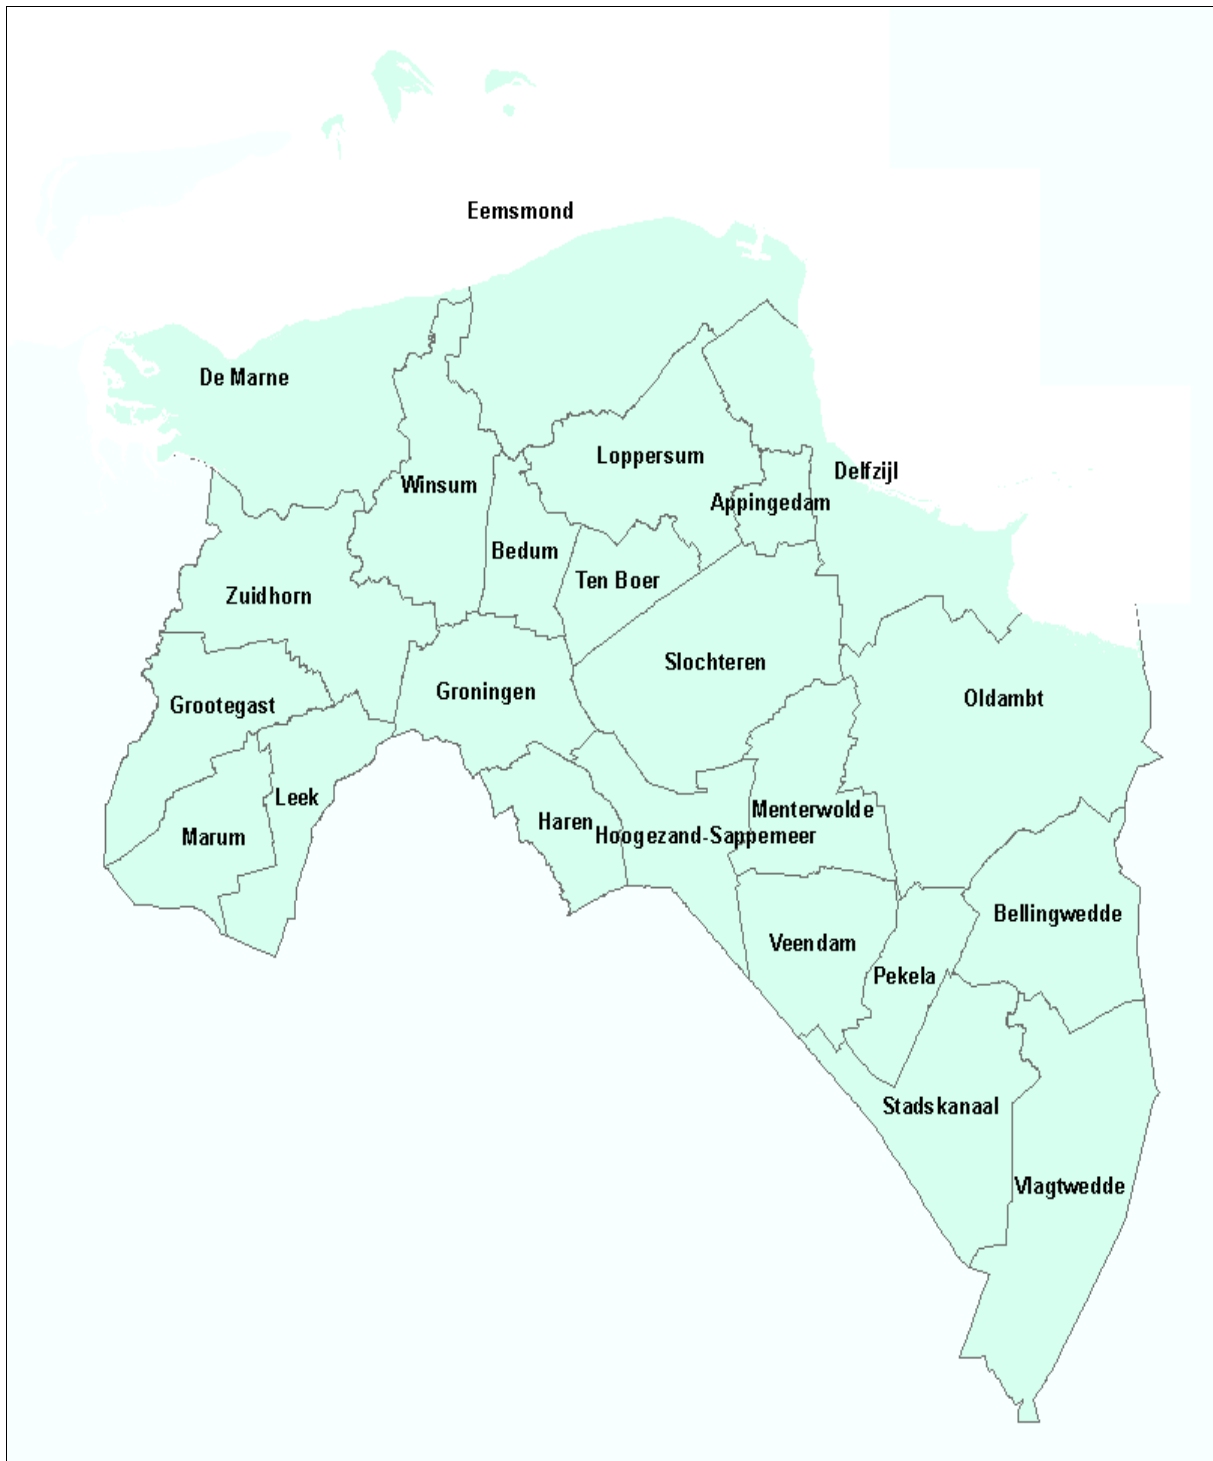 Eemsmond
De Marne
Loppersum
Delfzijl
Winsum
Appingedam
Bedum
Ten Boer
Zuidhorn
Slochteren
Groningen
Oldambt
Grootegast
Leek
Menterwolde
Haren
Hoogezand-Sappemeer
Marum
Bellingwedde
Veendam
Pekela
Stadskanaal
Vlagtwedde